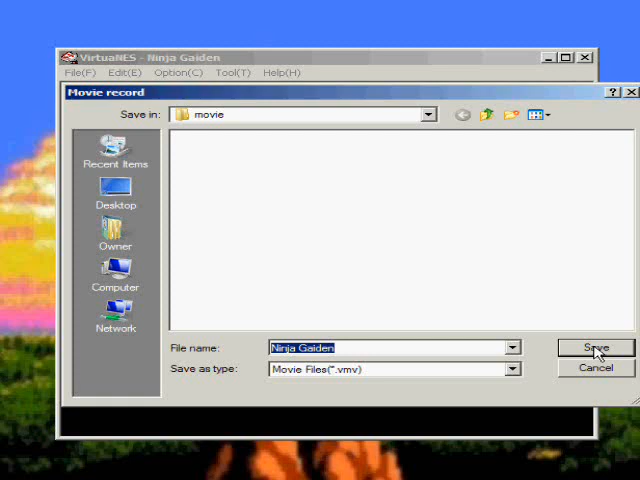 VirtuaNES - Ninja Gaiden
File(F) Edit(E) Option(C) Tool(T) Help(H)
Movie record
Save in: movie
Recent Items
Desktop
Owner
Computer
Network
File name: Ninja Gaiden Save
Save as type: Movie Files(*.vmv) Cancel